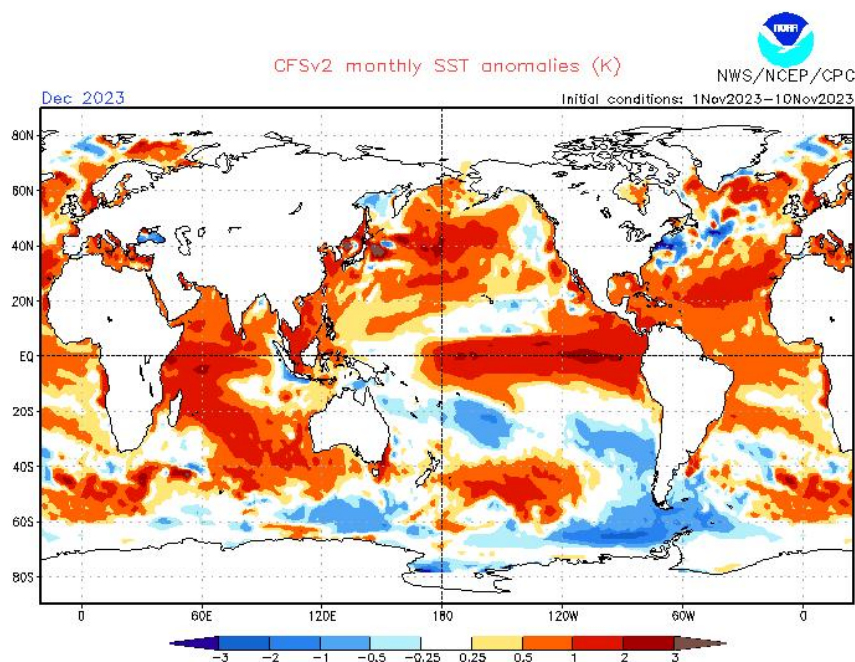 NOAA
CFSv2 monthly SST anomalies (K)
NWS/NCEP/CPC
Dec 2023
Initial conditions: 1Nov2023-10Nov2023
80N
60N
40N
20N
EQ
20S
40S
60S
80S
0 60E 120E 180 120W 60W 0
-3 -2 -1 -0.5 -0.25 0.25 0.5 1 2 3